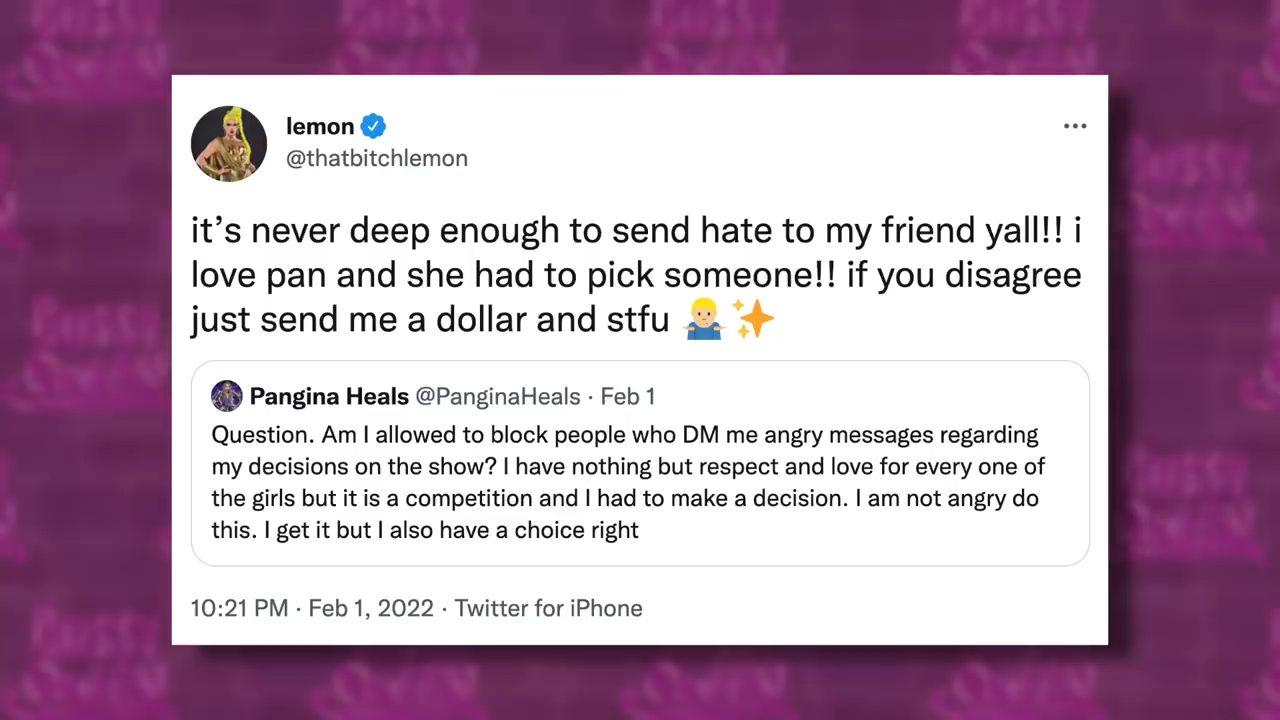 lemon
@thatbitchlemon
it’s never deep enough to send hate to my friend yall!! i
love pan and she had to pick someone!! if you disagree
just send me a dollar and stfu 🤷🏼‍♂️✨
Pangina Heals @PanginaHeals · Feb 1
Question. Am I allowed to block people who DM me angry messages regarding
my decisions on the show? I have nothing but respect and love for every one of
the girls but it is a competition and I had to make a decision. I am not angry do
this. I get it but I also have a choice right
10:21 PM · Feb 1, 2022 · Twitter for iPhone